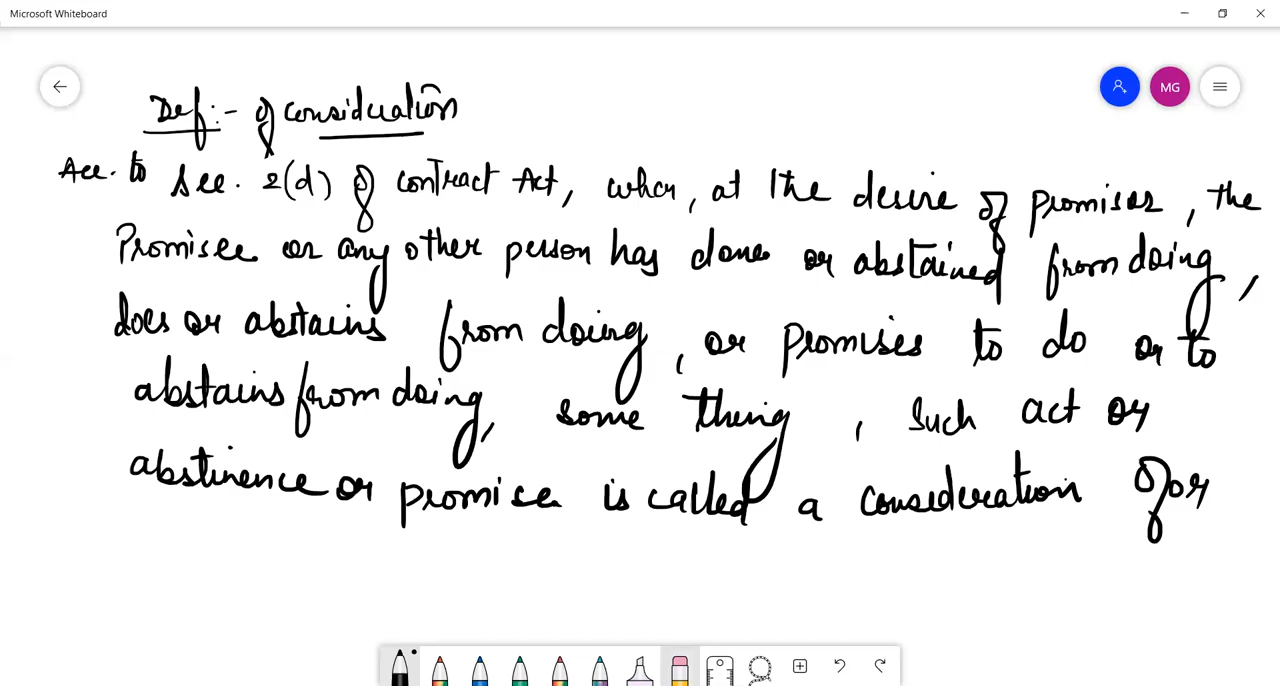 Microsoft Whiteboard
MG
Def:- of consideration
Acc. to Sec. 2(d) of contract Act, when, at the desire of promisor, the
Promisee or any other person has done or abstained from doing,
does or abstains from doing, or promises to do or to
abstains from doing, some thing, such act or
abstinence or promise is called a consideration for